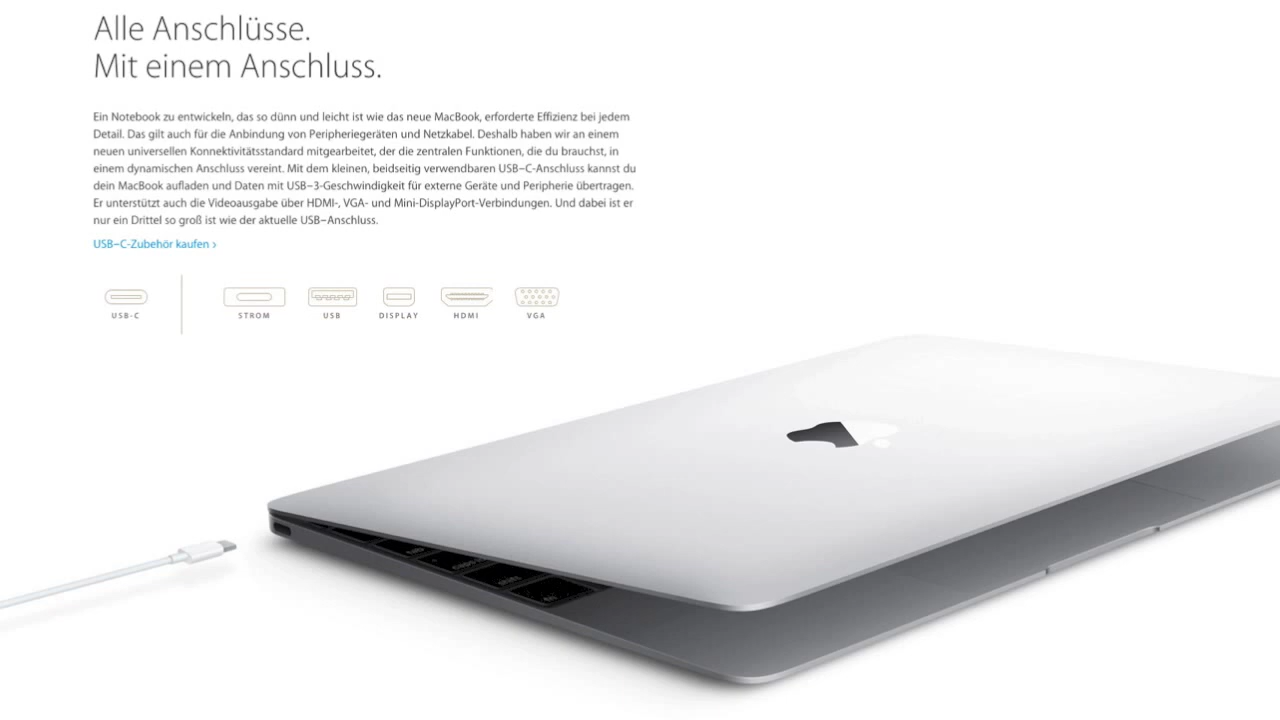 Alle Anschlüsse.
Mit einem Anschluss.
Ein Notebook zu entwickeln, das so dünn und leicht ist wie das neue MacBook, erforderte Effizienz bei jedem
Detail. Das gilt auch für die Anbindung von Peripheriegeräten und Netzkabel. Deshalb haben wir an einem
neuen universellen Konnektivitätsstandard mitgearbeitet, der die zentralen Funktionen, die du brauchst, in
einem dynamischen Anschluss vereint. Mit dem kleinen, beidseitig verwendbaren USB‑C-Anschluss kannst du
dein MacBook aufladen und Daten mit USB‑3-Geschwindigkeit für externe Geräte und Peripherie übertragen.
Er unterstützt auch die Videoausgabe über HDMI-, VGA- und Mini-DisplayPort-Verbindungen. Und dabei ist er
nur ein Drittel so groß ist wie der aktuelle USB‑Anschluss.
USB‑C-Zubehör kaufen ›
USB-C STROM USB DISPLAY HDMI VGA
shift
fn